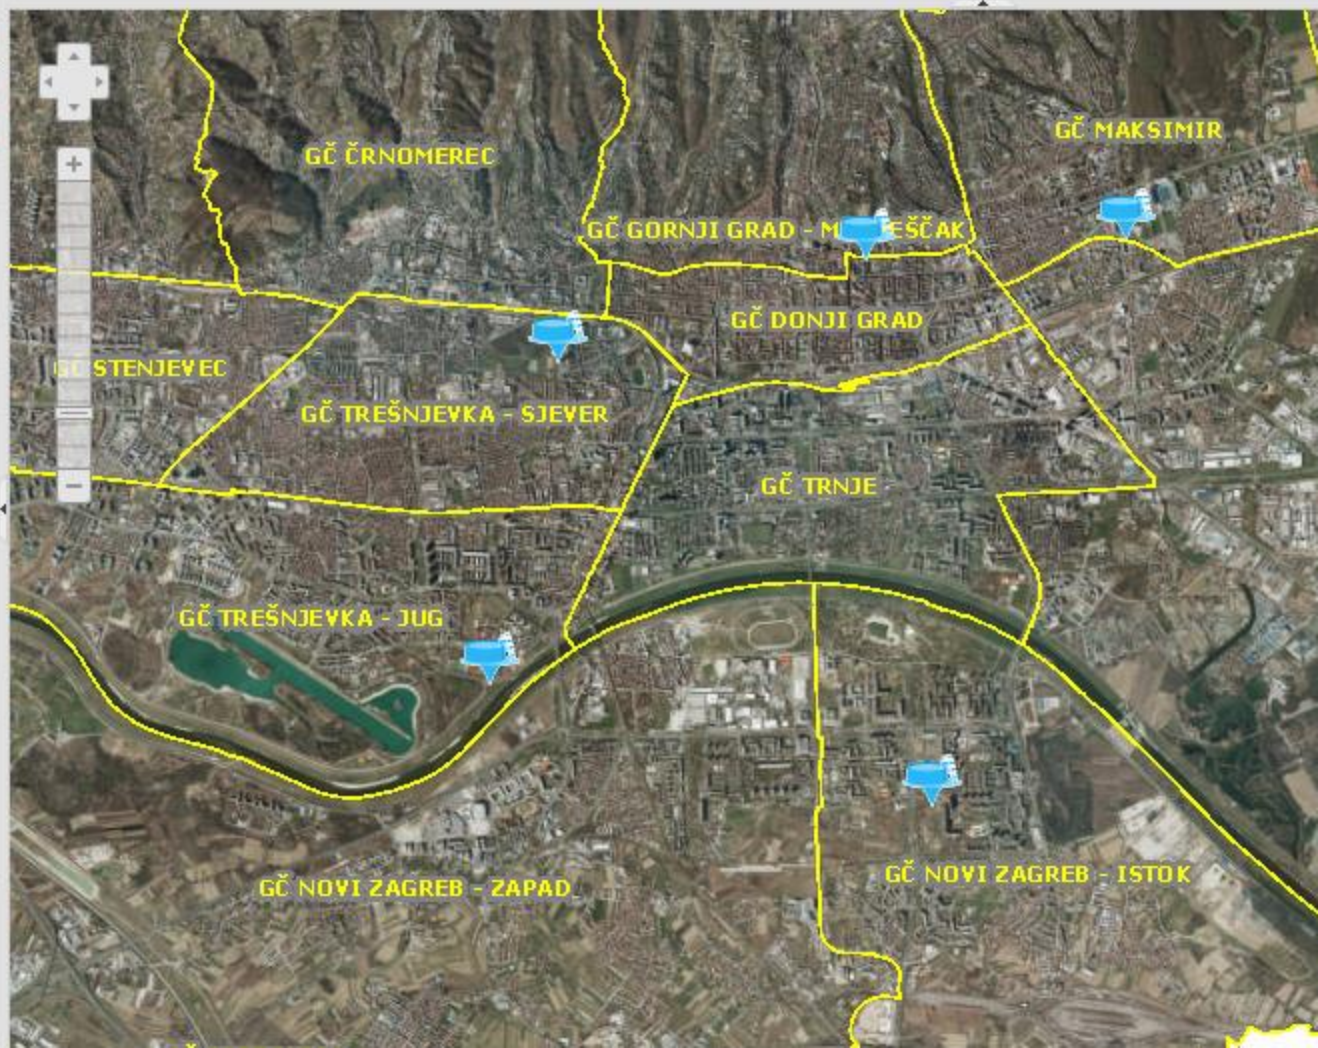 GČ MAKSIMIR
GČ ČRNOMEREC
GČ GORNJI GRAD - M EŠČAK
GČ DONJI GRAD
GČ STENJEVEC
GČ TREŠNJEVKA - SJEVER
GČ TRNJE
GČ TREŠNJEVKA - JUG
GČ NOVI ZAGREB - ISTOK
GČ NOVI ZAGREB - ZAPAD